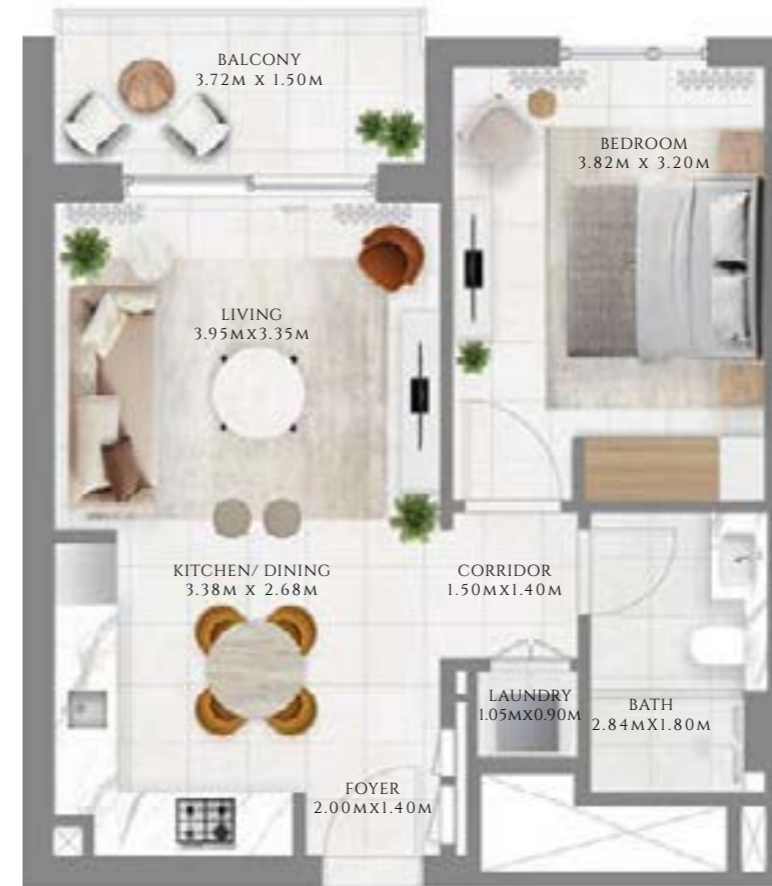 BALCONY
3.72M X 1.50M
BEDROOM
3.82M X 3.20M
LIVING
3.95MX3.35M
KITCHEN/ DINING
3.38M X 2.68M
CORRIDOR
1.50MX1.40M
LAUNDRY
1.05MX0.90M
BATH
2.84MX1.80M
FOYER
2.00MX1.40M